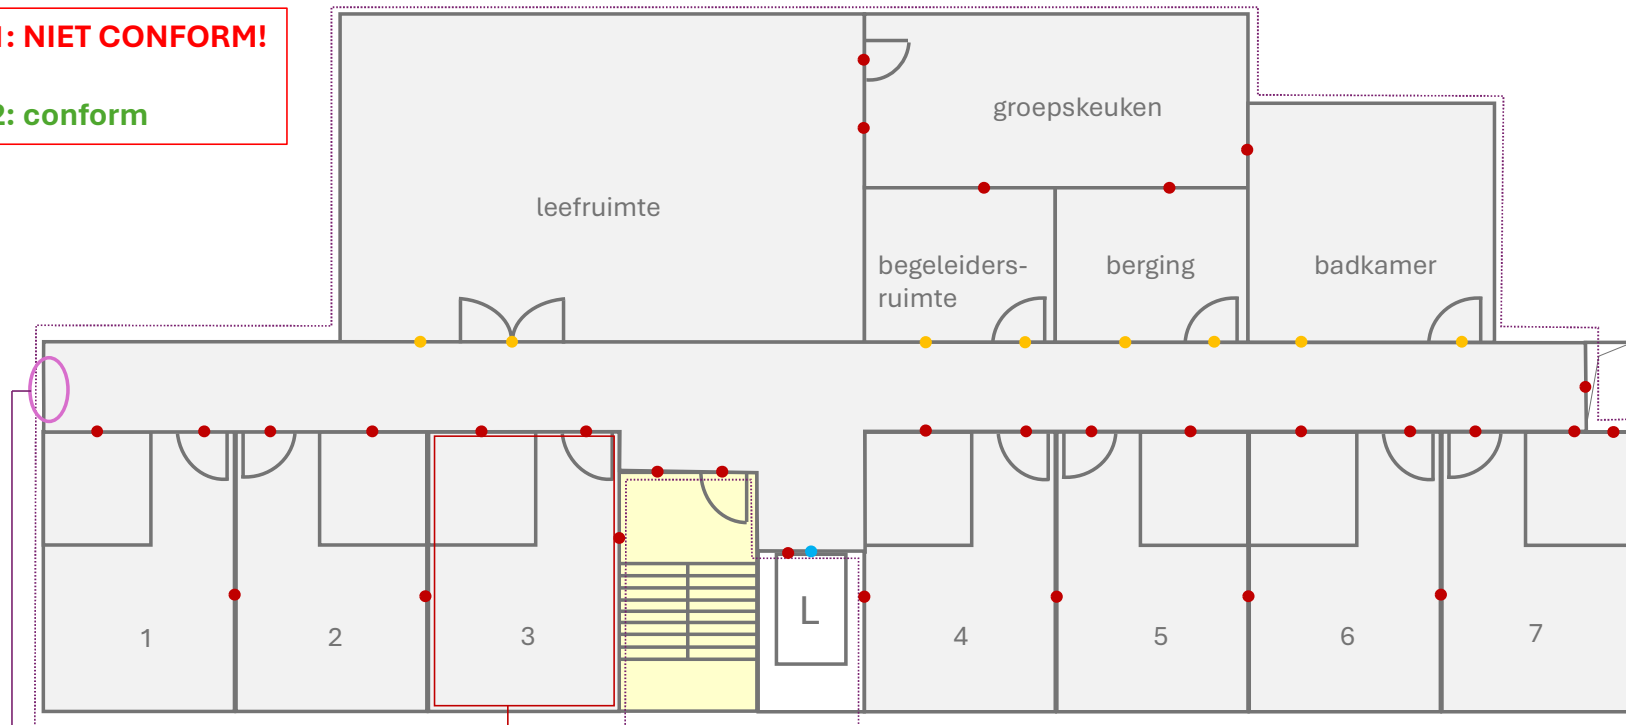 1: NIET CONFORM!
2: conform
groepskeuken
leefruimte
begeleiders-
ruimte
berging
badkamer
L
1
2
3
4
5
6
7